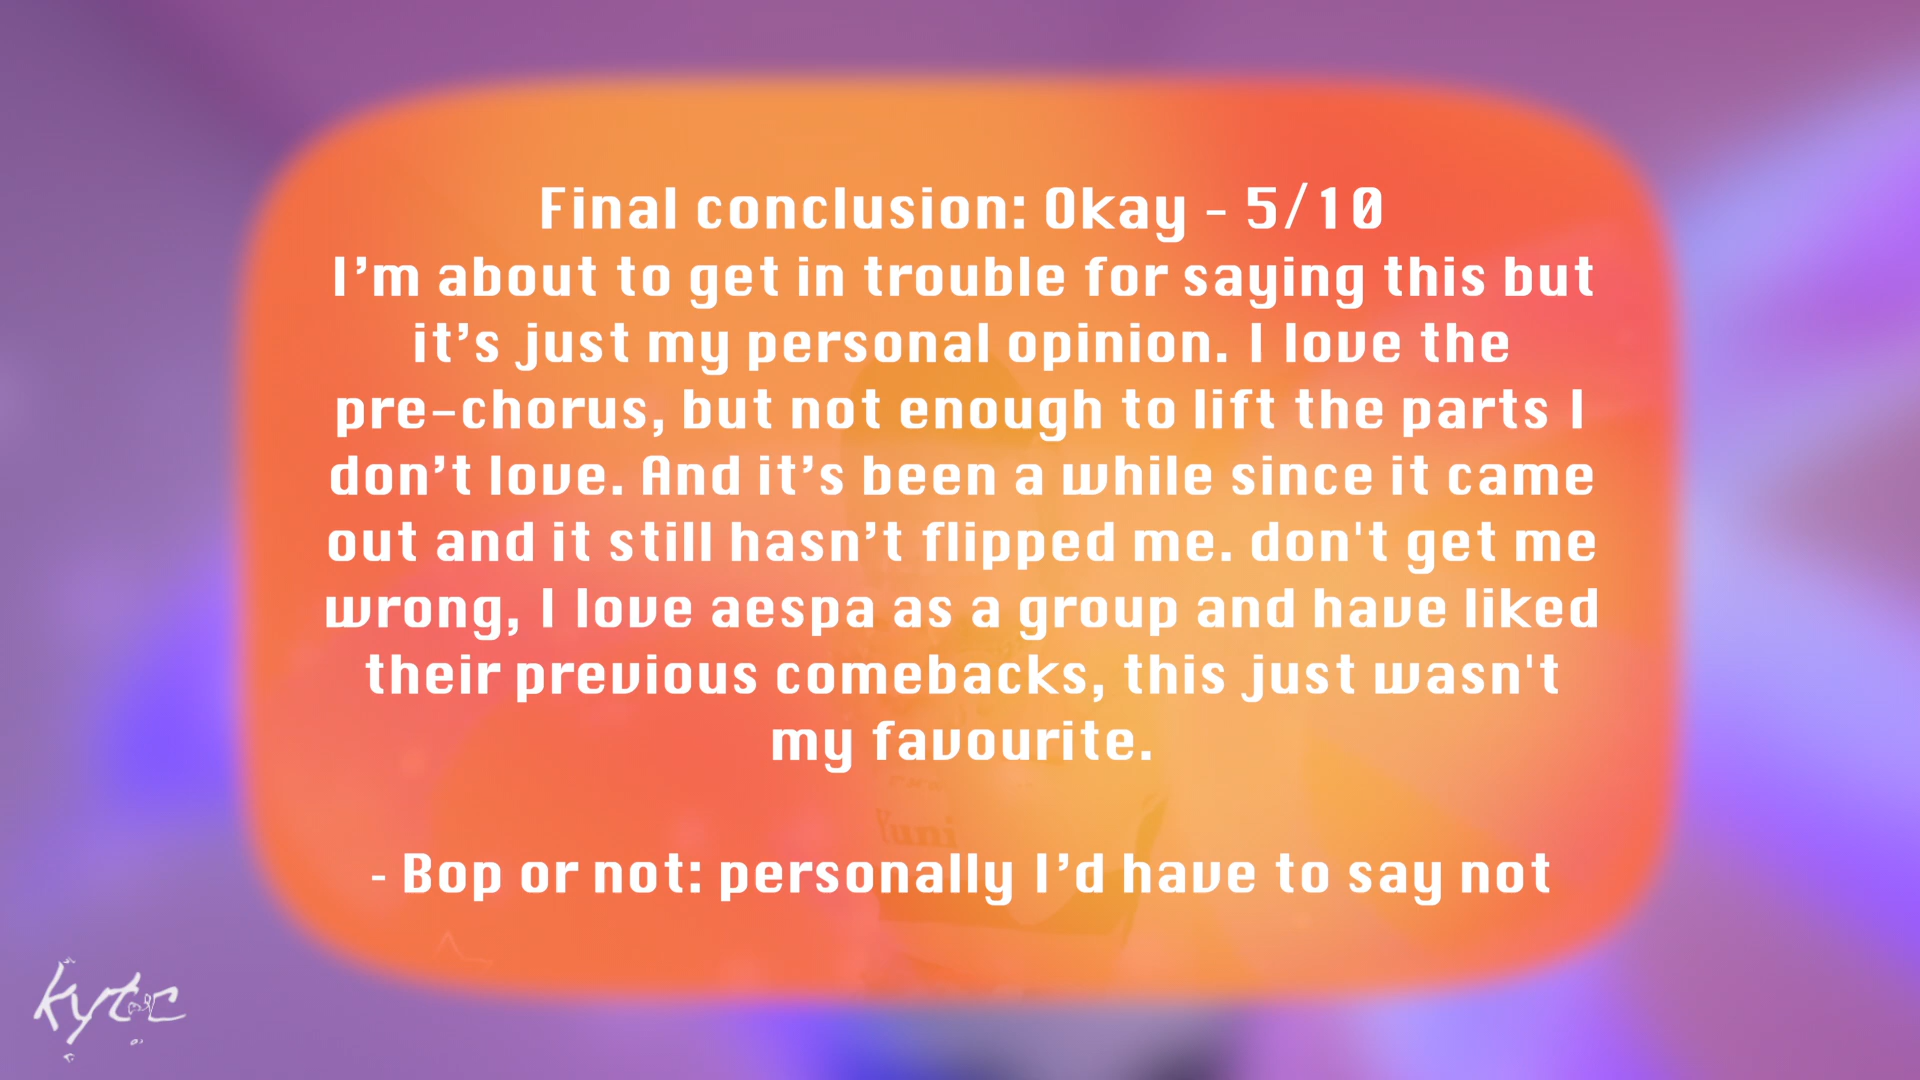 Final conclusion: Okay - 5/10
I’m about to get in trouble for saying this but
it’s just my personal opinion. I love the
pre-chorus, but not enough to lift the parts I
don’t love. And it’s been a while since it came
out and it still hasn’t flipped me. don't get me
wrong, I love aespa as a group and have liked
their previous comebacks, this just wasn't
my favourite.
Yuni
- Bop or not: personally I’d have to say not
kytc